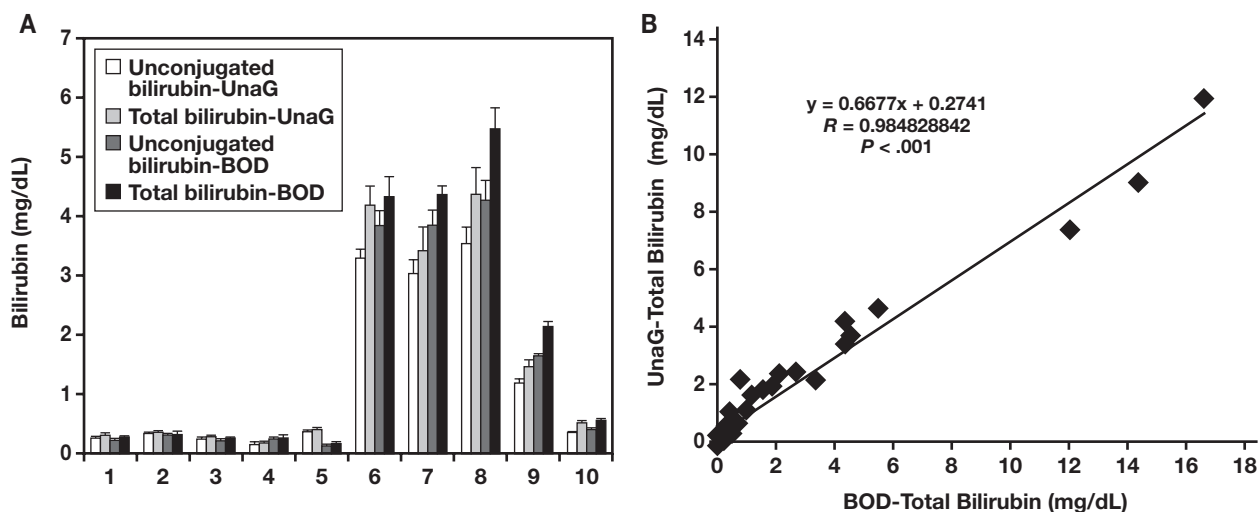 A
Bilirubin (mg/dL)
7
6
5
4
3
2
1
0
Unconjugated
bilirubin-UnaG
Total bilirubin-UnaG
Unconjugated
bilirubin-BOD
Total bilirubin-BOD
1 2 3 4 5 6 7 8 9 10
B
UnaG-Total Bilirubin (mg/dL)
14
12
10
8
6
4
2
0
y = 0.6677x + 0.2741
R = 0.984828842
P < .001
0 2 4 6 8 10 12 14 16 18
BOD-Total Bilirubin (mg/dL)